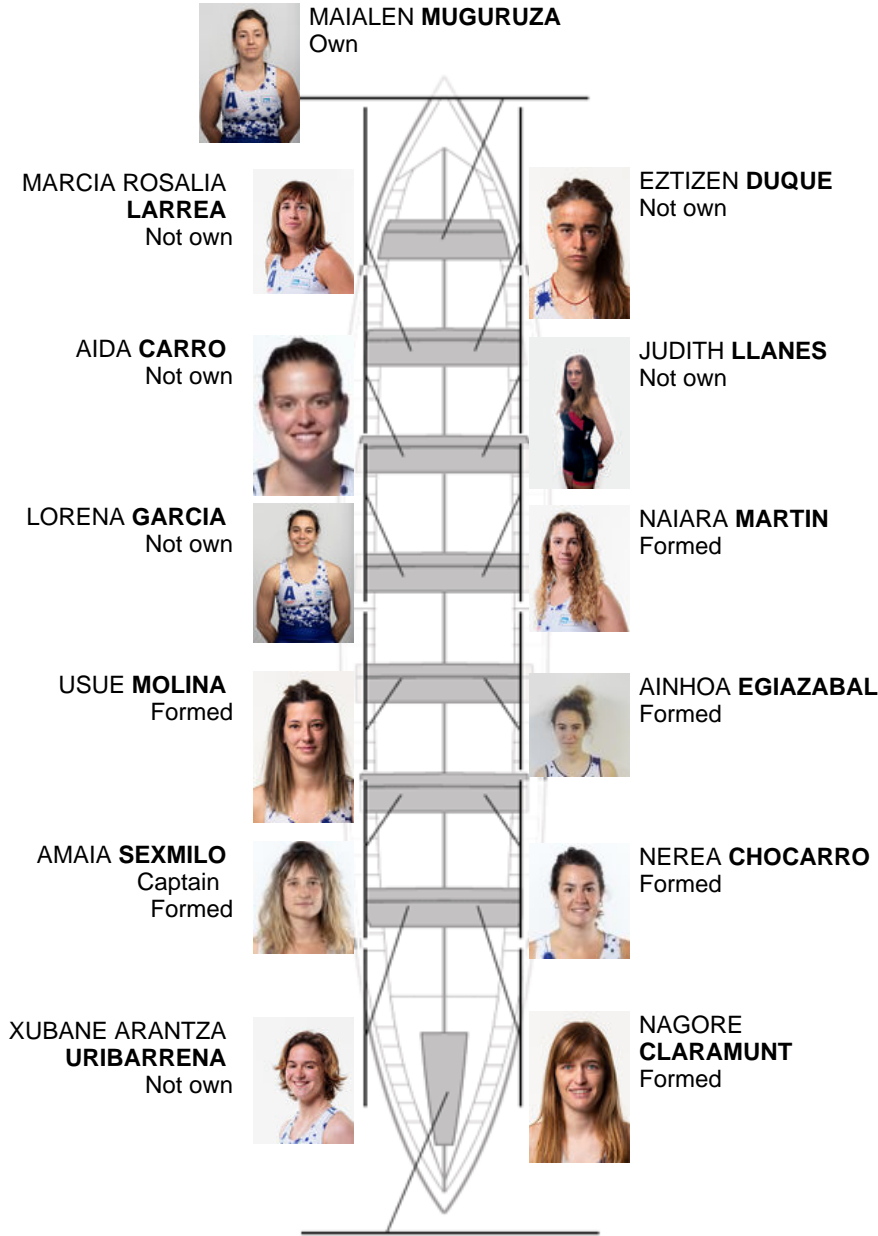 MAIALEN MUGURUZA
Own
MARCIA ROSALIA
LARREA
Not own
EZTIZEN DUQUE
Not own
AIDA CARRO
Not own
JUDITH LLANES
Not own
LORENA GARCIA
Not own
NAIARA MARTIN
Formed
USUE MOLINA
Formed
AINHOA EGIAZABAL
Formed
AMAIA SEXMILO
Captain
Formed
NEREA CHOCARRO
Formed
XUBANE ARANTZA
URIBARRENA
Not own
NAGORE
CLARAMUNT
Formed